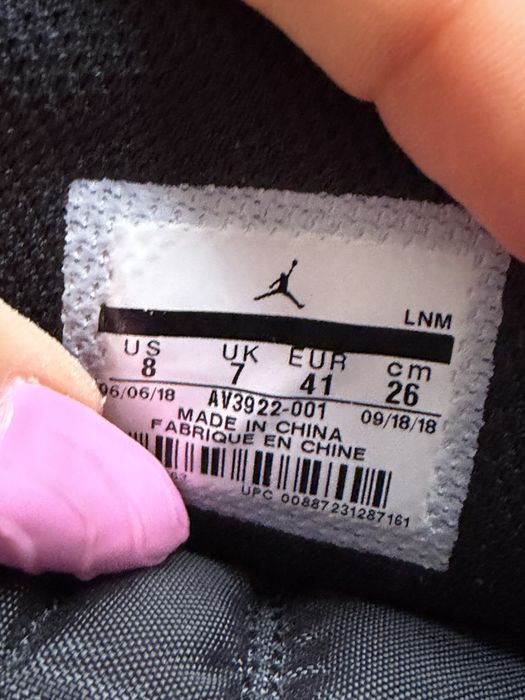 LNM
US UK EUR cm
8 7 41 26
06/06/18 AV3922-001 09/18/18
MADE IN CHINA
FABRIQUE EN CHINE
UPC 00887231287161